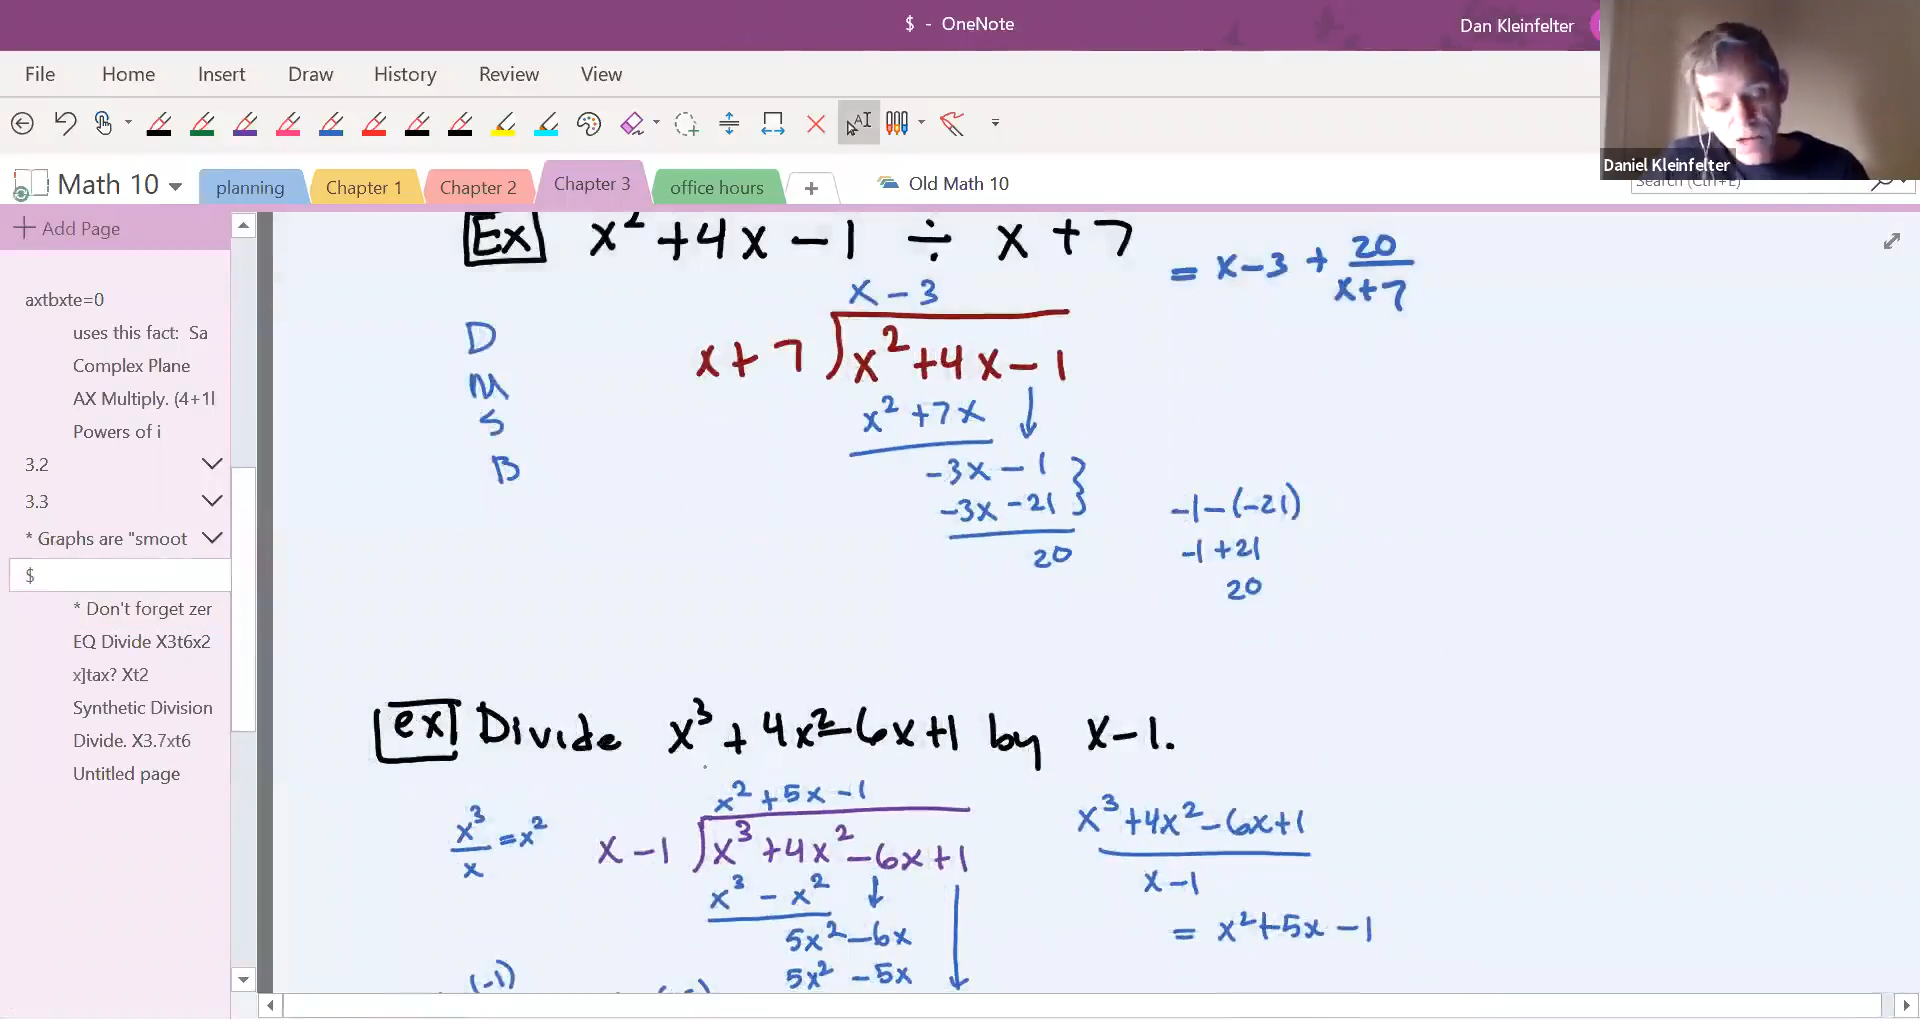 $ - OneNote
Dan Kleinfelter
File Home Insert Draw History Review View
Daniel Kleinfelter
Math 10
planning
Chapter 1
Chapter 2
Chapter 3
office hours
Old Math 10
Search (Ctrl+E)
Add Page
axtbxte=0
uses this fact: Sa
Complex Plane
AX Multiply. (4+1l
Powers of i
3.2
3.3
* Graphs are "smoot
$
* Don't forget zer
EQ Divide X3t6x2
x]tax? Xt2
Synthetic Division
Divide. X3.7xt6
Untitled page
Ex x² + 4x - 1 ÷ x + 7
= x - 3 + 20/(x+7)
x - 3
x + 7 ) x² + 4x - 1
D
M
S
B
x² + 7x
-3x - 1
-3x - 21
20
-1 - (-21)
-1 + 21
20
ex Divide x³ + 4x² - 6x + 1 by x - 1.
x³/x = x²
x² + 5x - 1
x - 1 ) x³ + 4x² - 6x + 1
x³ - x²
5x² - 6x
5x² - 5x
(x³ + 4x² - 6x + 1)/(x - 1)
= x² + 5x - 1
(-1)